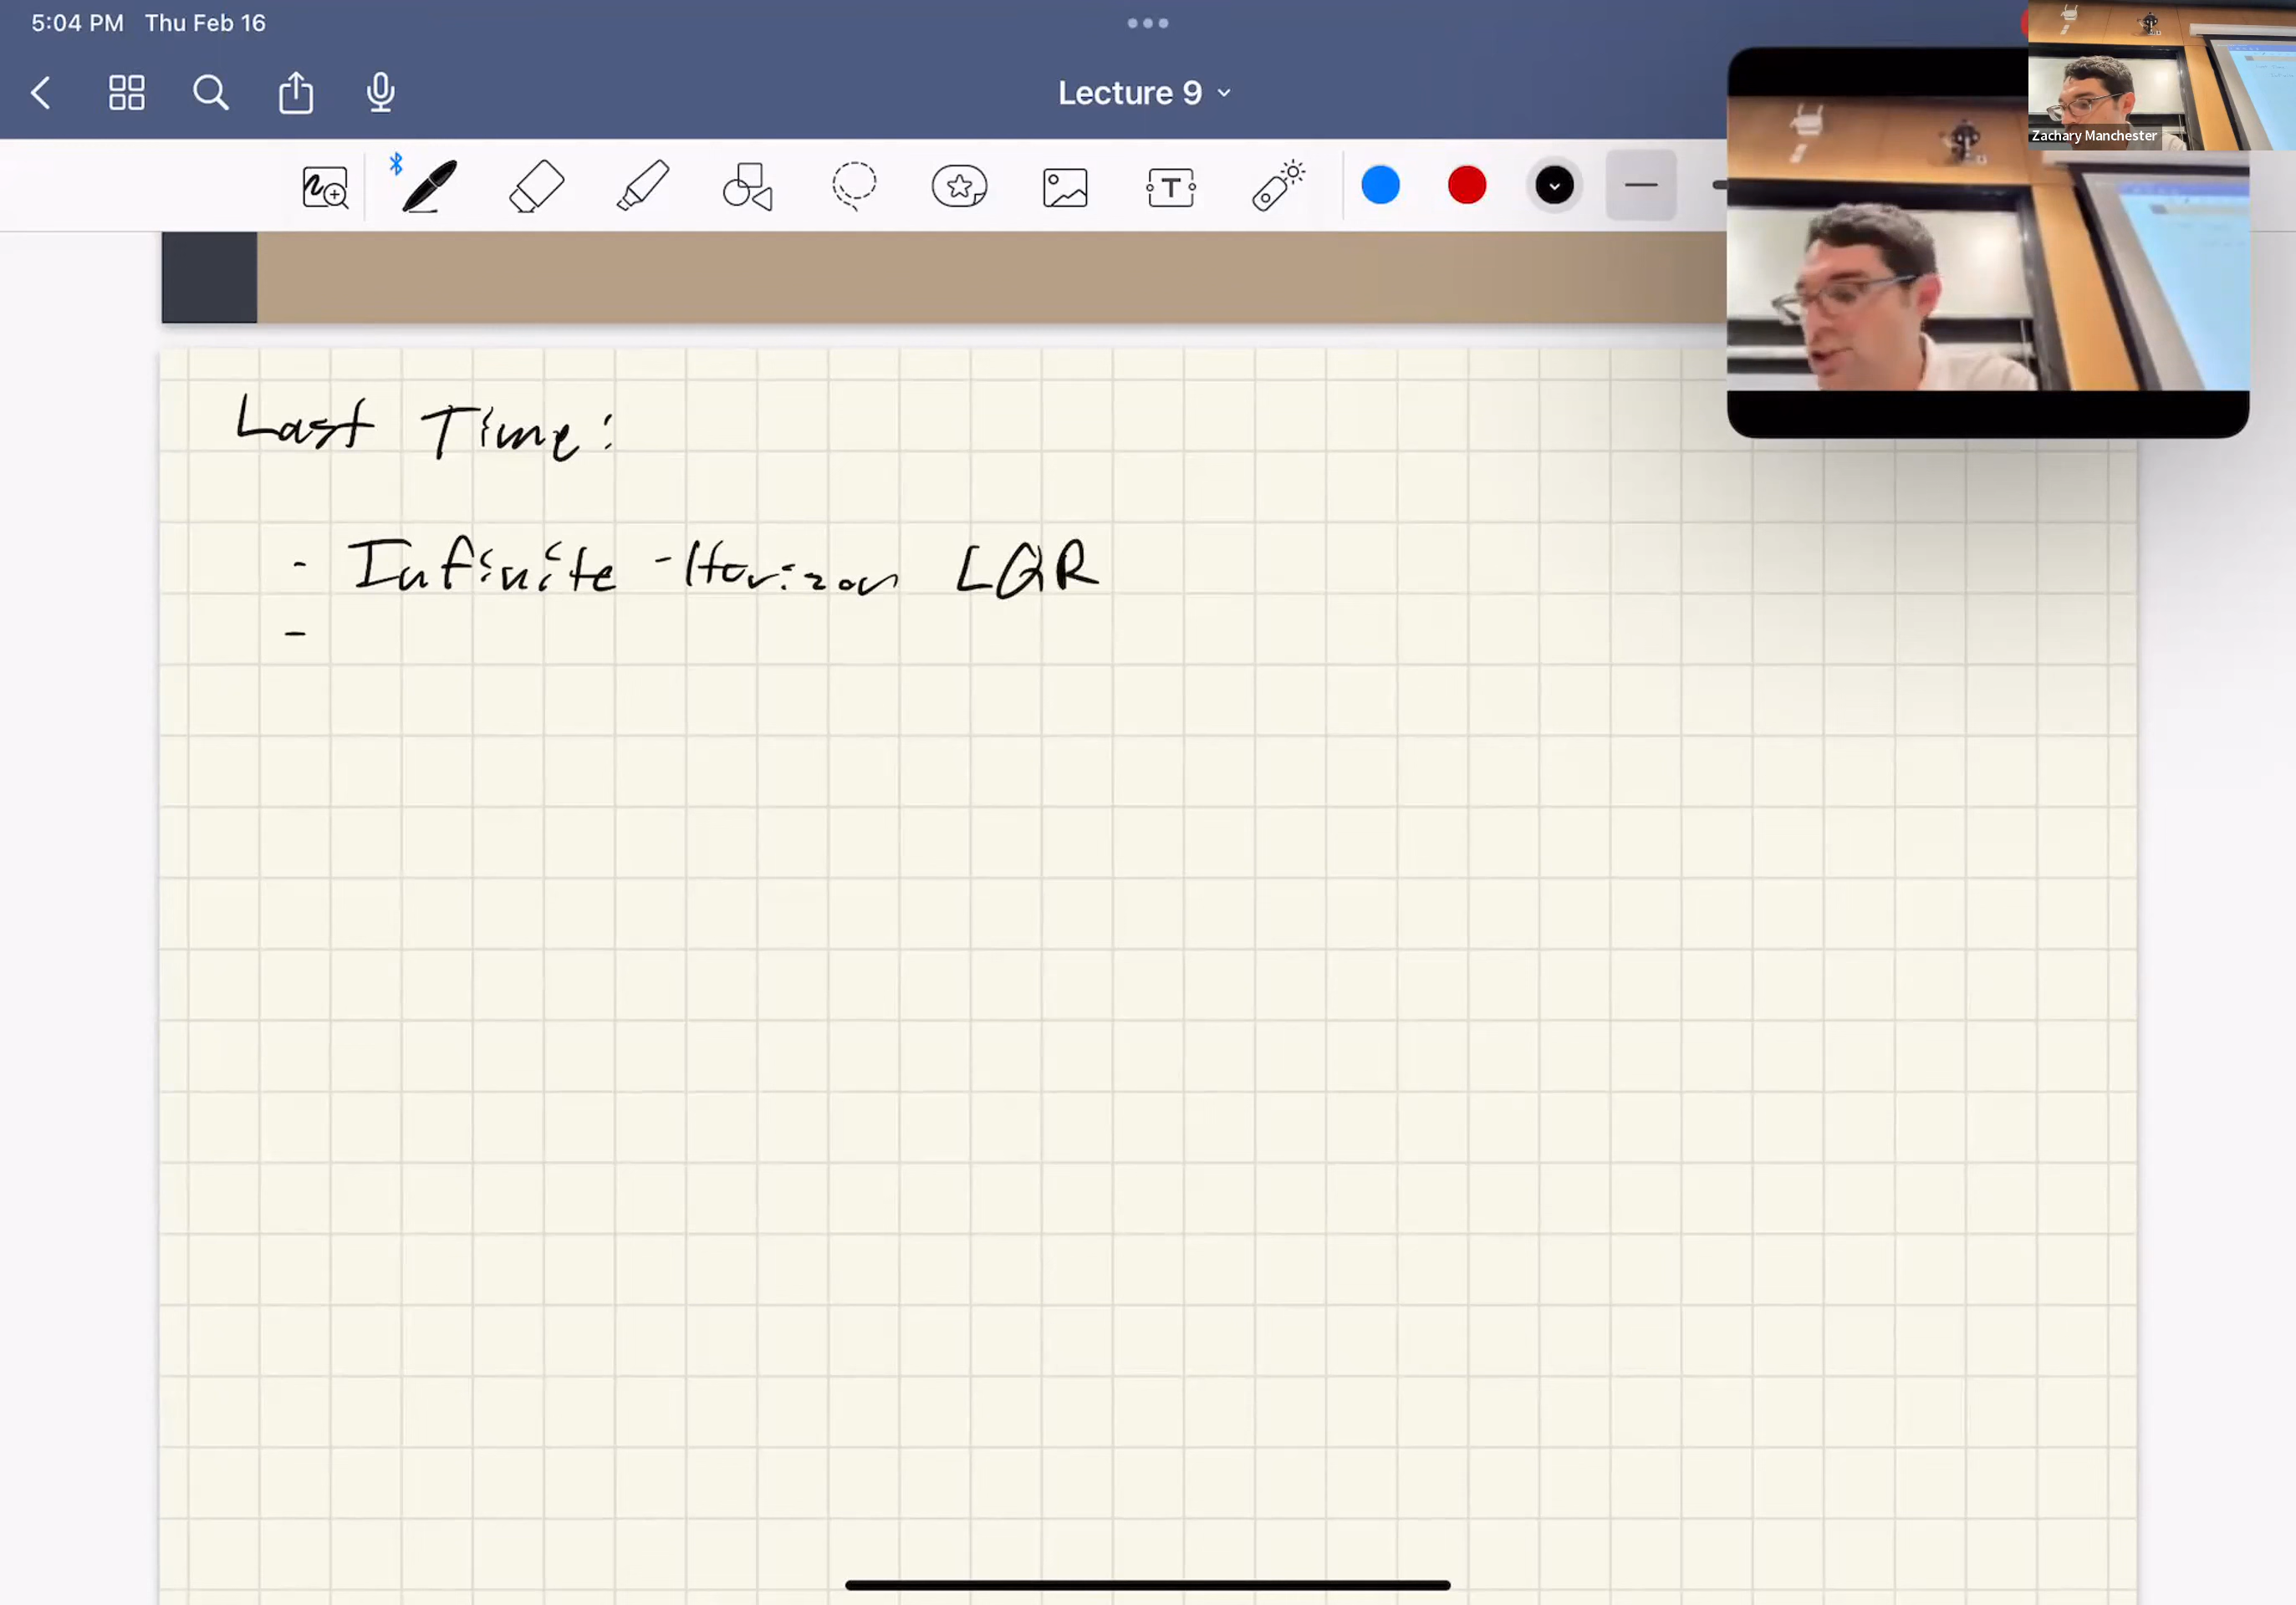 5:04 PM Thu Feb 16
Lecture 9
Zachary Manchester
Last Time:
- Infinite-Horizon LQR
-